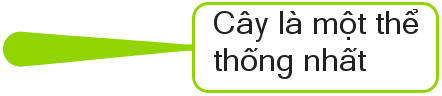 Cây là một thể
thống nhất